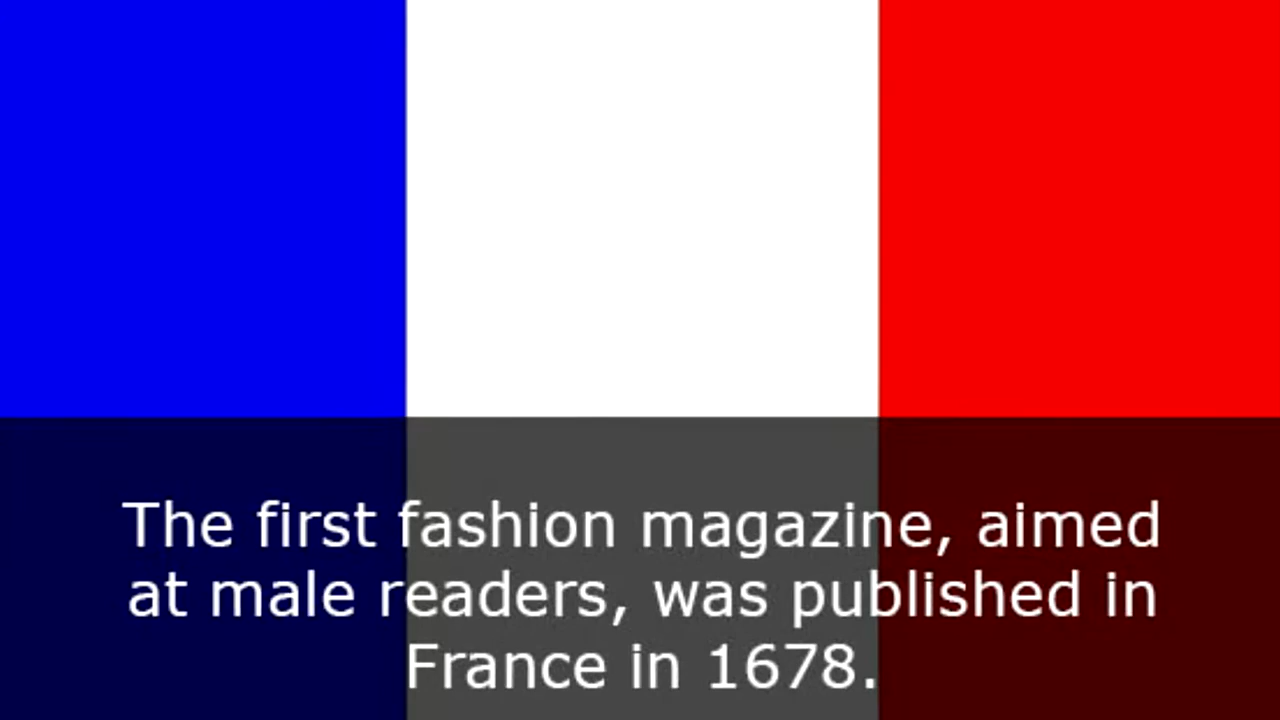 The first fashion magazine, aimed
at male readers, was published in
France in 1678.